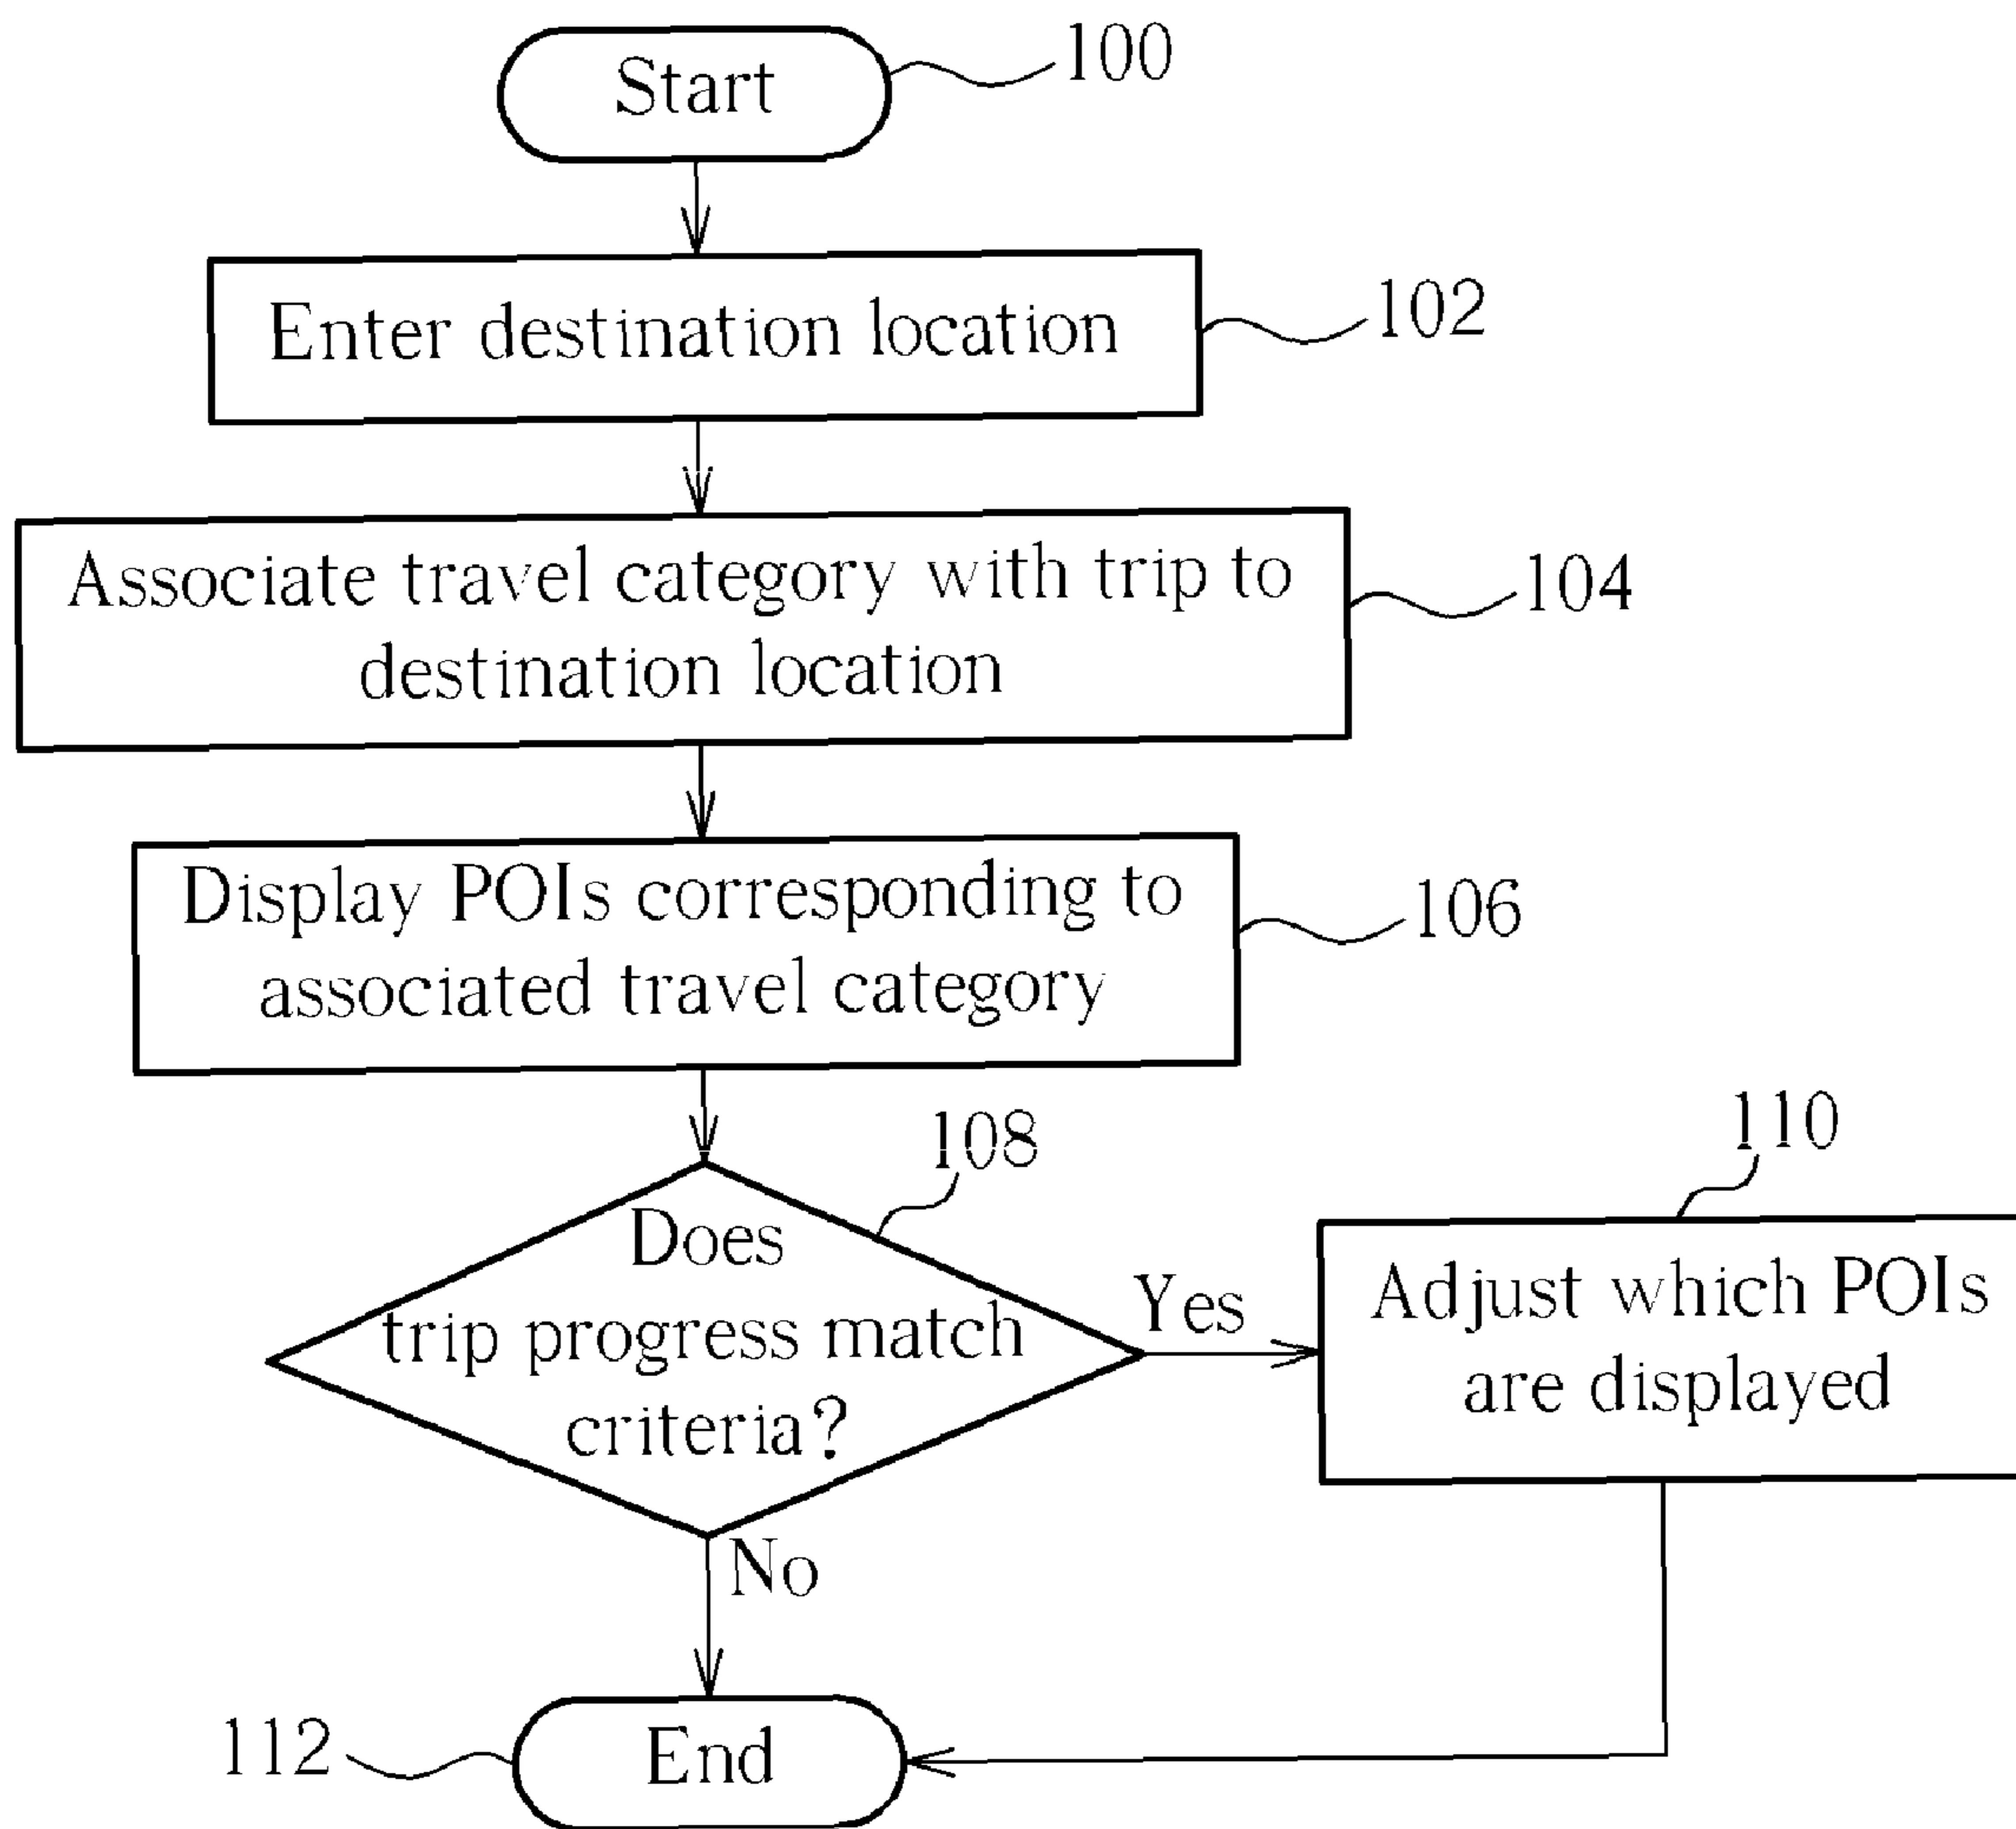 Start
100
Enter destination location
102
Associate travel category with trip to
destination location
104
Display POIs corresponding to
associated travel category
106
108
Does
trip progress match
criteria?
Yes
110
Adjust which POIs
are displayed
No
112
End